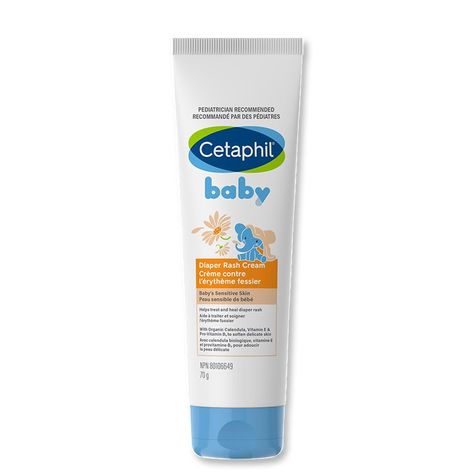 PEDIATRICIAN RECOMMENDED
RECOMMANDÉ PAR DES PÉDIATRES
Cetaphil
baby
Diaper Rash Cream
Crème contre
l'érythème fessier
Baby's Sensitive Skin
Peau sensible de bébé
Helps treat and heal diaper rash
Aide à traiter et soigner
l'érythème fessier
With Organic Calendula, Vitamin E &
Pro-Vitamin B₅ to soften delicate skin
Avec calendula biologique, vitamine E
et provitamine B₅ pour adoucir
la peau délicate
NPN 80106649
70 g